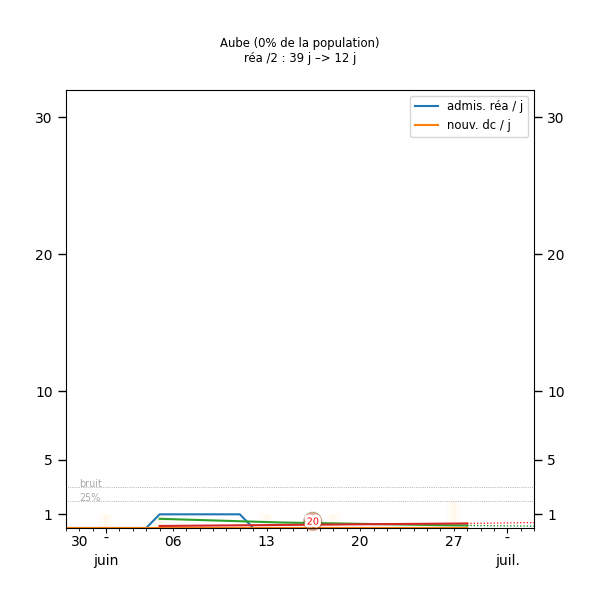 Aube (0% de la population)
réa /2 : 39 j –> 12 j
admis. réa / j
nouv. dc / j
30 30
20 20
10 10
5 5
bruit
25%
1 1
20
30 - 06 13 20 27 -
juin juil.